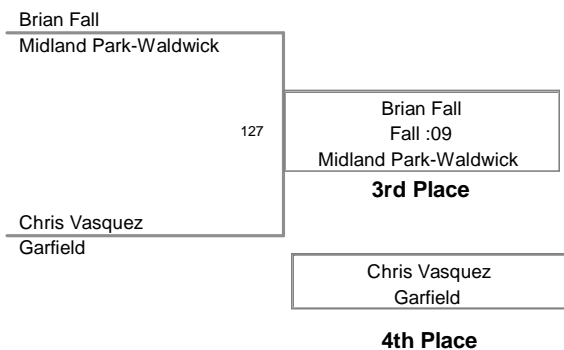 Brian Fall
Midland Park-Waldwick
127
Brian Fall
Fall :09
Midland Park-Waldwick
3rd Place
Chris Vasquez
Garfield
Chris Vasquez
Garfield
4th Place